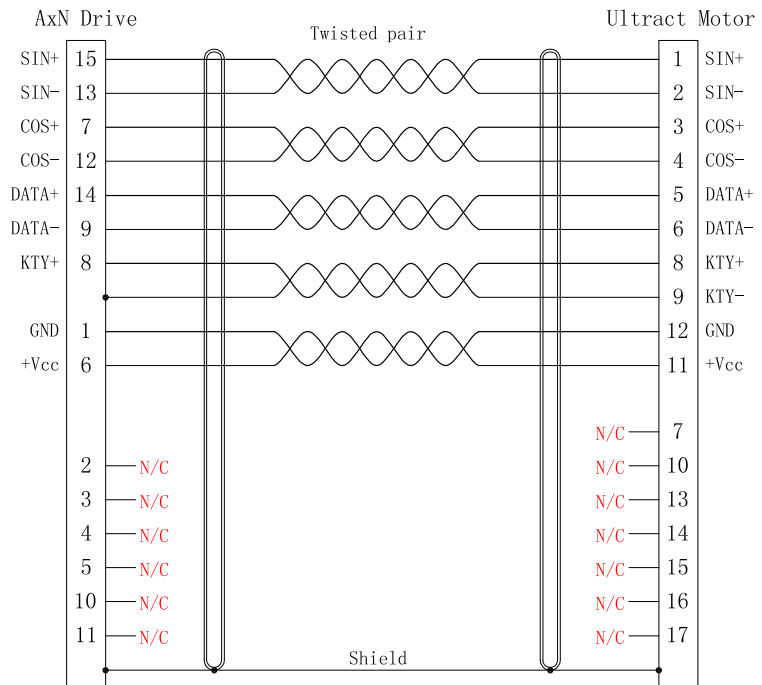 AxN Drive Ultract Motor
Twisted pair
SIN+ 15 1 SIN+
SIN- 13 2 SIN-
COS+ 7 3 COS+
COS- 12 4 COS-
DATA+ 14 5 DATA+
DATA- 9 6 DATA-
KTY+ 8 8 KTY+
9 KTY-
GND 1 12 GND
+Vcc 6 11 +Vcc
N/C 7
2 N/C N/C 10
3 N/C N/C 13
4 N/C N/C 14
5 N/C N/C 15
10 N/C N/C 16
11 N/C N/C 17
Shield